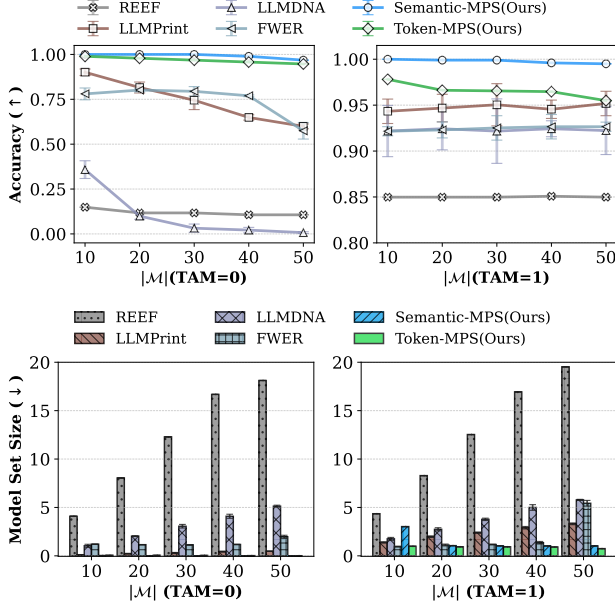 REEF LLMDNA Semantic-MPS(Ours)
LLMPrint FWER Token-MPS(Ours)
Accuracy (↑)
1.00
0.75
0.50
0.25
0.00
10 20 30 40 50
|ℳ|(TAM=0)
1.00
0.95
0.90
0.85
0.80
10 20 30 40 50
|ℳ|(TAM=1)
REEF LLMDNA Semantic-MPS(Ours)
LLMPrint FWER Token-MPS(Ours)
Model Set Size (↓)
20
15
10
5
0
10 20 30 40 50
|ℳ| (TAM=0)
20
15
10
5
0
10 20 30 40 50
|ℳ| (TAM=1)